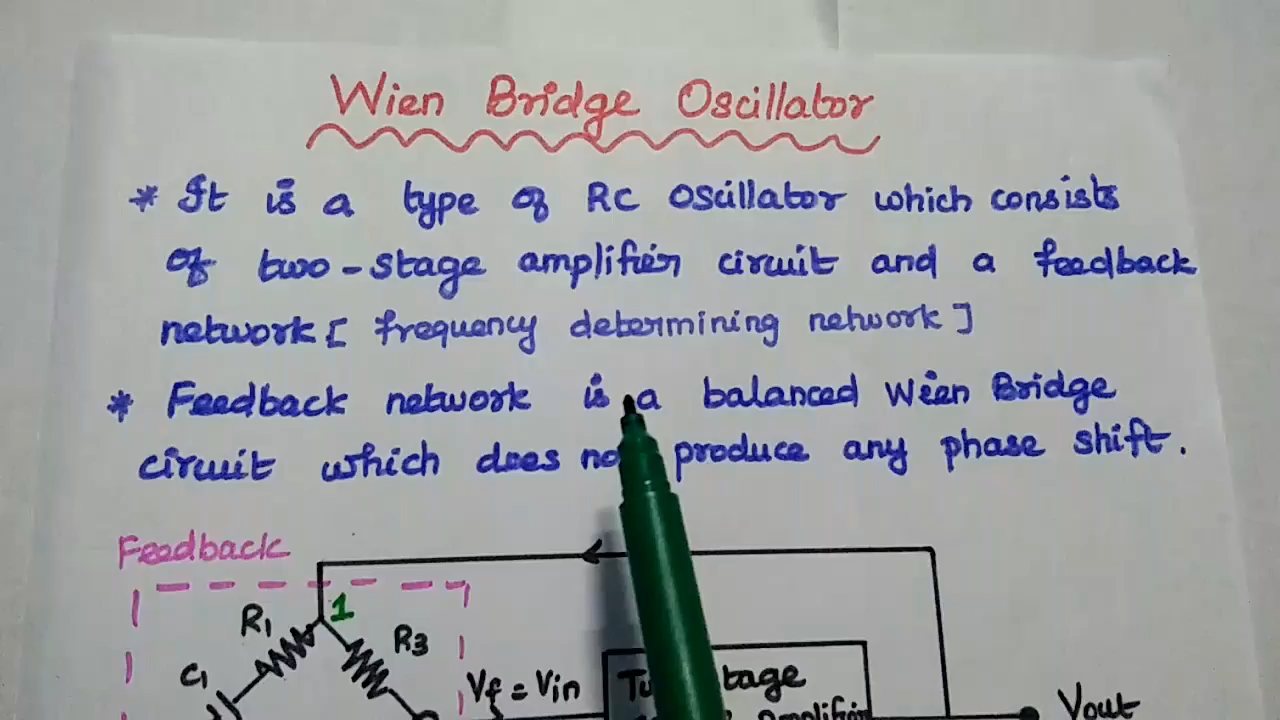 Wien Bridge Oscillator
* It is a type of RC Oscillator which consists
of two-stage amplifier circuit and a feedback
network [ frequency determining network ]
* Feedback network is a balanced Wien Bridge
circuit which does produce any phase shift.
Feedback
1
R1
R3
C1
Vf = Vin
Vout